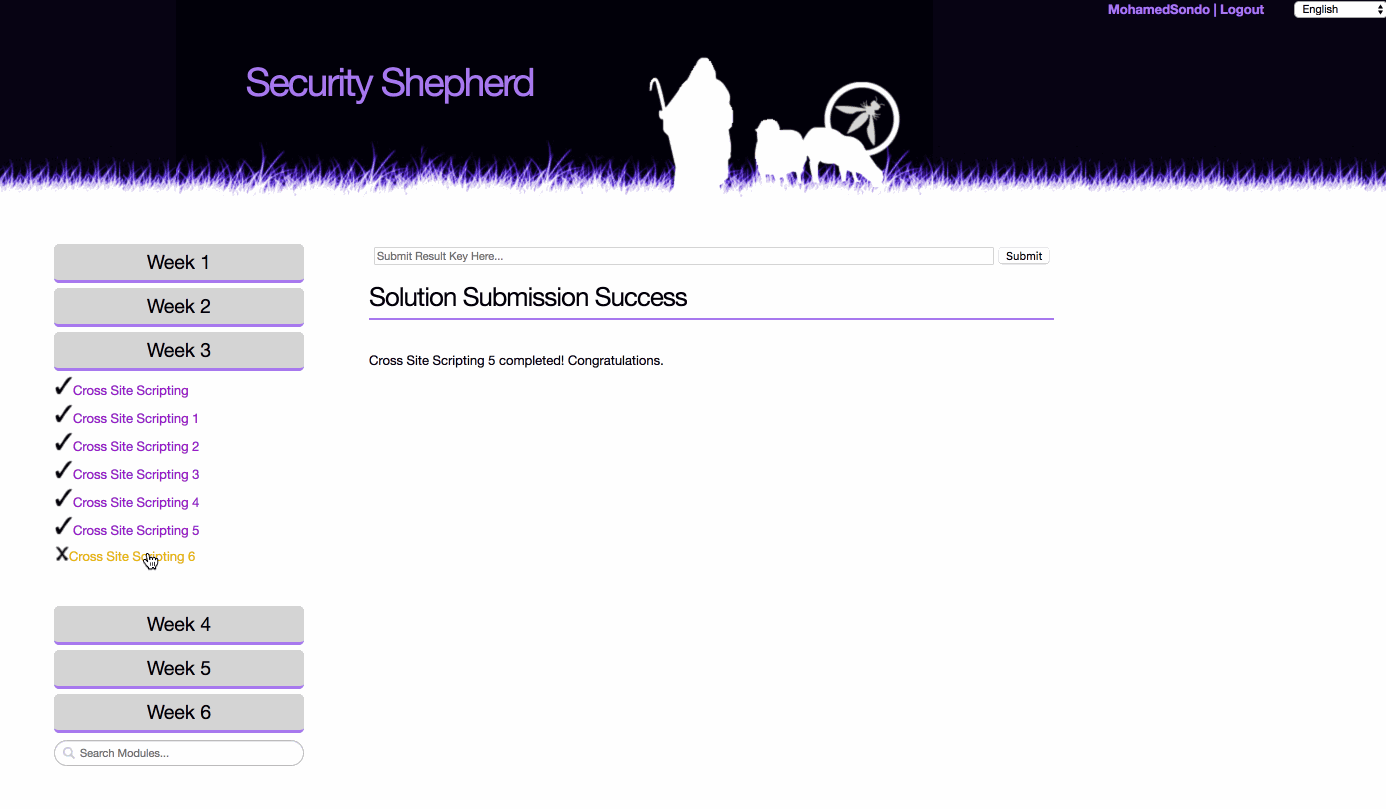 MohamedSondo | Logout
English
Security Shepherd
Week 1
Week 2
Week 3
Cross Site Scripting
Cross Site Scripting 1
Cross Site Scripting 2
Cross Site Scripting 3
Cross Site Scripting 4
Cross Site Scripting 5
XCross Site Scripting 6
Week 4
Week 5
Week 6
Search Modules...
Submit Result Key Here...
Submit
Solution Submission Success
Cross Site Scripting 5 completed! Congratulations.